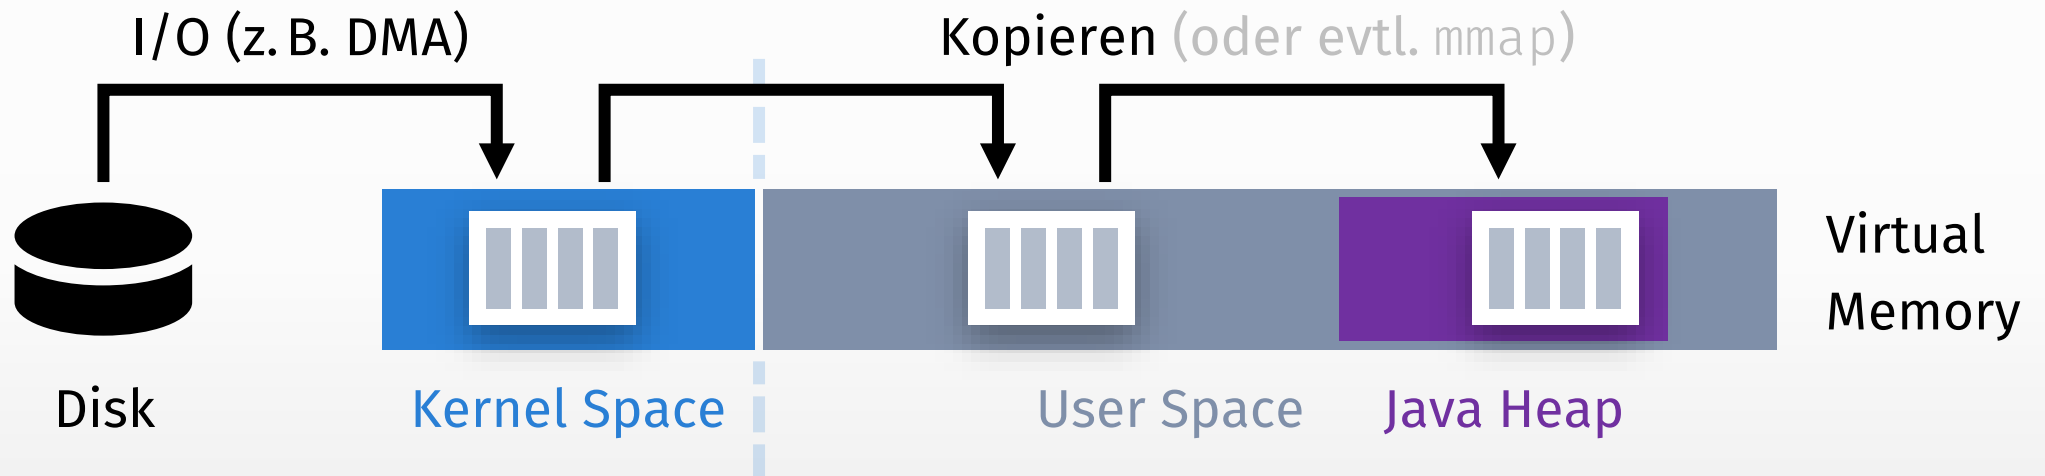 I/O (z. B. DMA)
Kopieren (oder evtl. mmap)
Virtual
Memory
Disk
Kernel Space
User Space
Java Heap